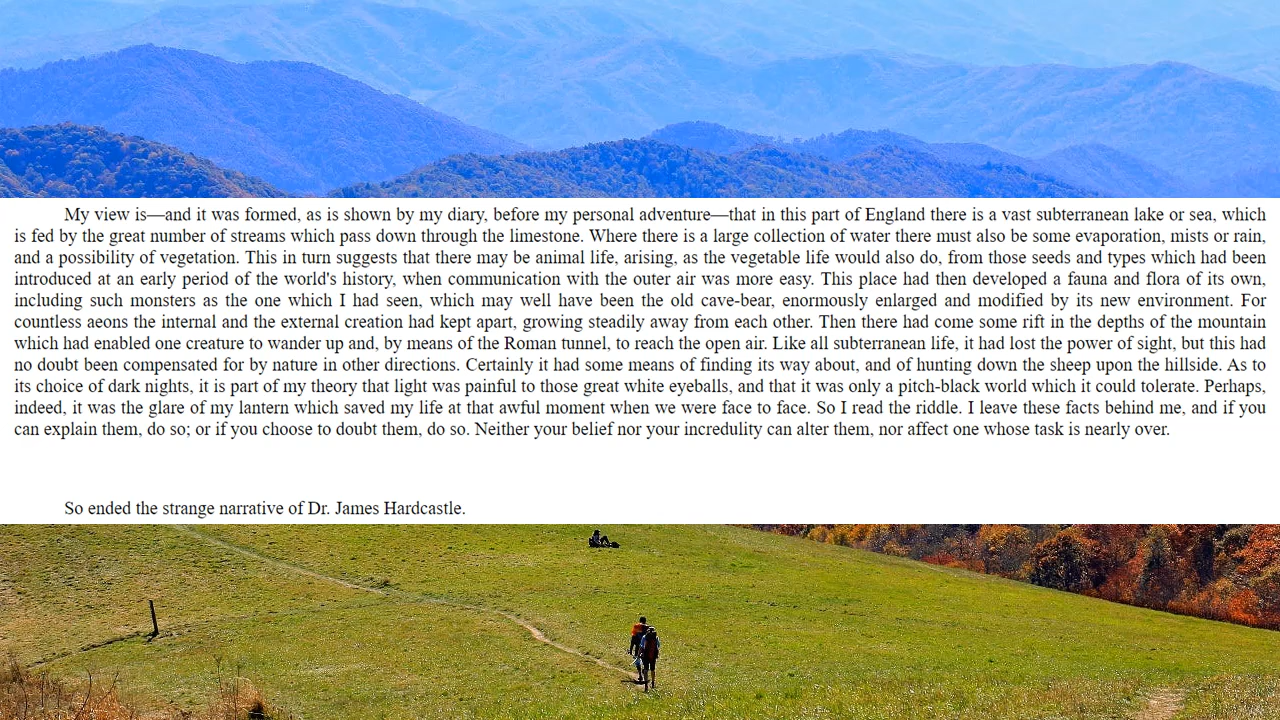 My view is—and it was formed, as is shown by my diary, before my personal adventure—that in this part of England there is a vast subterranean lake or sea, which
is fed by the great number of streams which pass down through the limestone. Where there is a large collection of water there must also be some evaporation, mists or rain,
and a possibility of vegetation. This in turn suggests that there may be animal life, arising, as the vegetable life would also do, from those seeds and types which had been
introduced at an early period of the world's history, when communication with the outer air was more easy. This place had then developed a fauna and flora of its own,
including such monsters as the one which I had seen, which may well have been the old cave-bear, enormously enlarged and modified by its new environment. For
countless aeons the internal and the external creation had kept apart, growing steadily away from each other. Then there had come some rift in the depths of the mountain
which had enabled one creature to wander up and, by means of the Roman tunnel, to reach the open air. Like all subterranean life, it had lost the power of sight, but this had
no doubt been compensated for by nature in other directions. Certainly it had some means of finding its way about, and of hunting down the sheep upon the hillside. As to
its choice of dark nights, it is part of my theory that light was painful to those great white eyeballs, and that it was only a pitch-black world which it could tolerate. Perhaps,
indeed, it was the glare of my lantern which saved my life at that awful moment when we were face to face. So I read the riddle. I leave these facts behind me, and if you
can explain them, do so; or if you choose to doubt them, do so. Neither your belief nor your incredulity can alter them, nor affect one whose task is nearly over.
So ended the strange narrative of Dr. James Hardcastle.